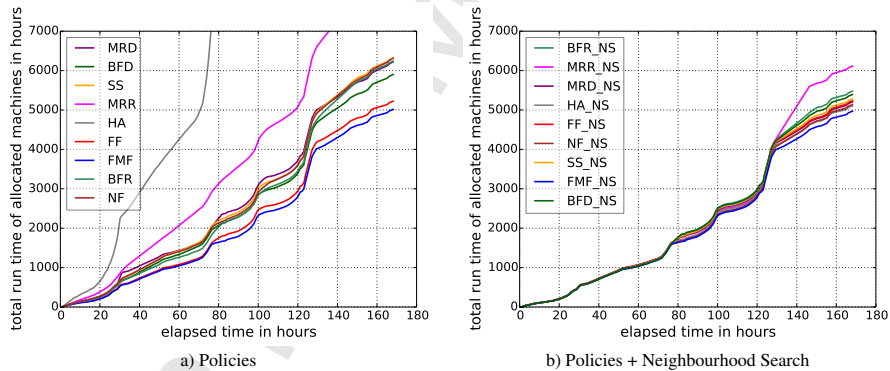 7000
6000
5000
4000
3000
2000
1000
0
total run time of allocated machines in hours
MRD
BFD
SS
MRR
HA
FF
FMF
BFR
NF
0 20 40 60 80 100 120 140 160 180
elapsed time in hours
a) Policies
7000
6000
5000
4000
3000
2000
1000
0
total run time of allocated machines in hours
BFR_NS
MRR_NS
MRD_NS
HA_NS
FF_NS
NF_NS
SS_NS
FMF_NS
BFD_NS
0 20 40 60 80 100 120 140 160 180
elapsed time in hours
b) Policies + Neighbourhood Search